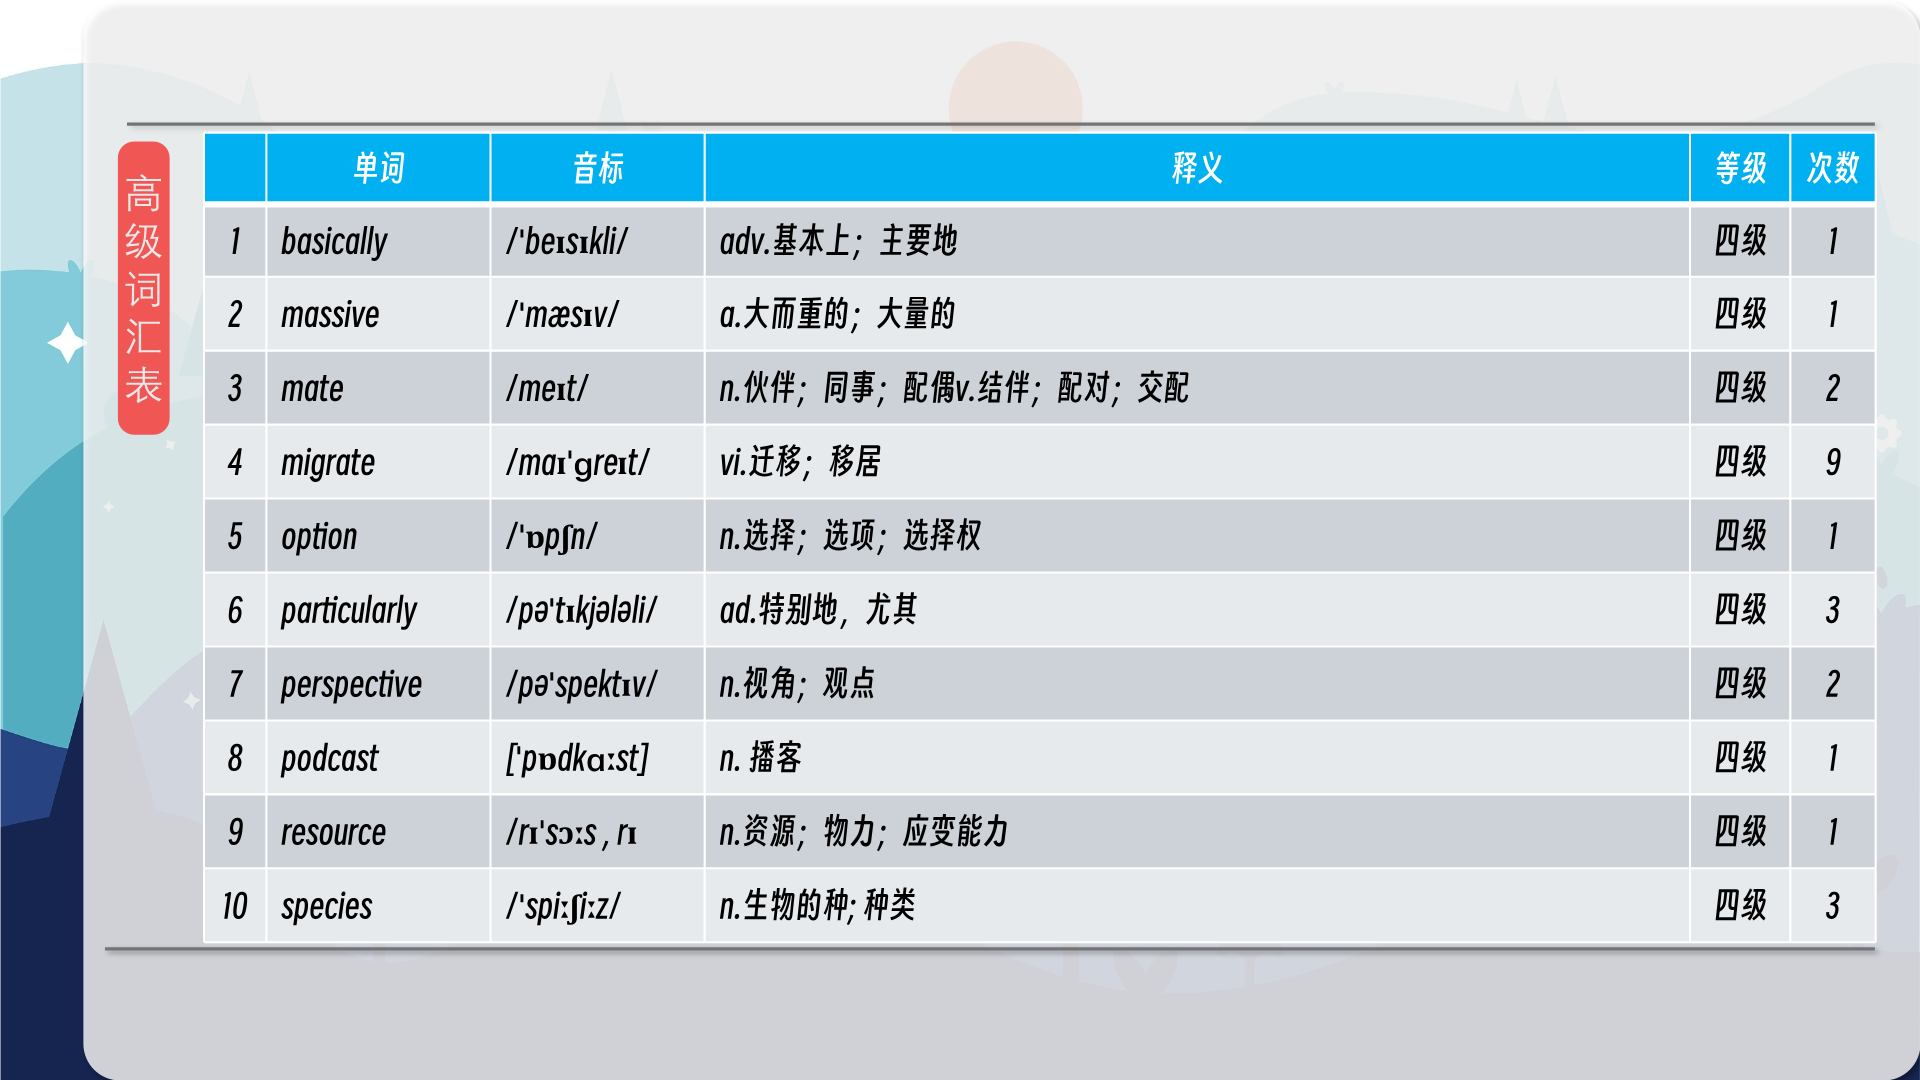 高级词汇表
单词 音标 释义 等级 次数
1 basically /'beɪsɪkli/ adv.基本上；主要地 四级 1
2 massive /'mæsɪv/ a.大而重的；大量的 四级 1
3 mate /meɪt/ n.伙伴；同事；配偶v.结伴；配对；交配 四级 2
4 migrate /maɪ'ɡreɪt/ vi.迁移；移居 四级 9
5 option /'ɒpʃn/ n.选择；选项；选择权 四级 1
6 particularly /pə'tɪkjələli/ ad.特别地，尤其 四级 3
7 perspective /pə'spektɪv/ n.视角；观点 四级 2
8 podcast ['pɒdkɑːst] n. 播客 四级 1
9 resource /rɪ'sɔːs , rɪ n.资源；物力；应变能力 四级 1
10 species /'spiːʃiːz/ n.生物的种; 种类 四级 3